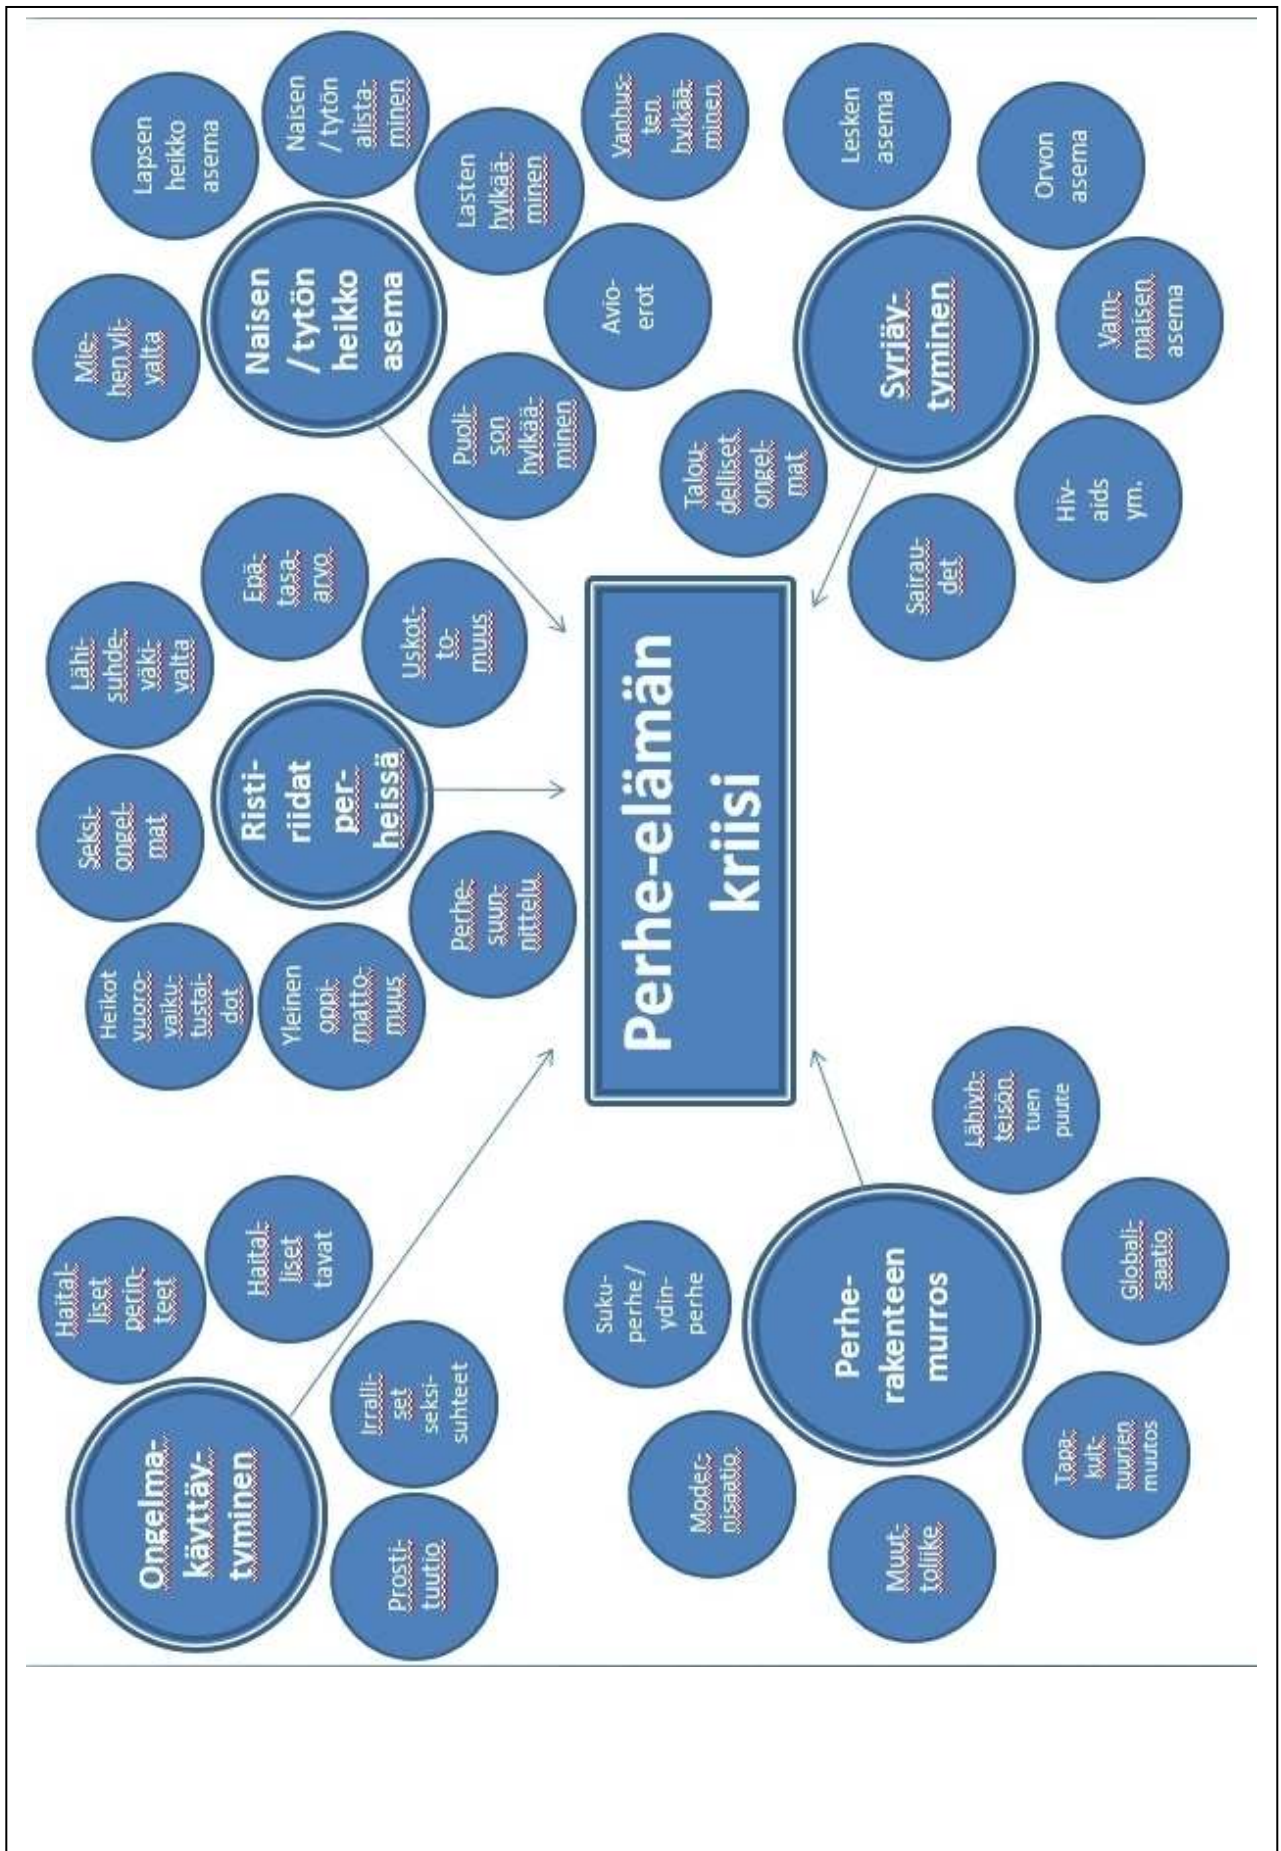 Ongelma-
käyttäy-
tyminen
Haital-
liset
perin-
teet
Haital-
liset
tavat
Irralli-
set
seksi-
suhteet
Prosti-
tuutio
Risti-
riidat
per-
heissä
Heikot
vuoro-
vaiku-
tustai-
dot
Seksi-
ongel-
mat
Lähi-
suhde-
väki-
valta
Epä-
tasa-
arvo
Uskot-
to-
muus
Yleinen
oppi-
matto-
muus
Perhe-
suun-
nittelu
Naisen
/ tytön
heikko
asema
Mie-
hen yli-
valta
Lapsen
heikko
asema
Naisen
/ tytön
alista-
minen
Lasten
hylkää-
minen
Puoli-
son
hylkää-
minen
Avio-
erot
Vanhus-
ten
hylkää-
minen
Perhe-elämän
kriisi
Perhe-
rakenteen
murros
Suku-
perhe /
ydin-
perhe
Moder-
nisaatio
Muut-
toliike
Tapa-
kult-
tuurien
muutos
Globali-
saatio
Lähiyh-
teisön
tuen
puute
Syrjäy-
tyminen
Talou-
delliset
ongel-
mat
Sairau-
det
Hiv-
aids
ym.
Vam-
maisen
asema
Orvon
asema
Lesken
asema